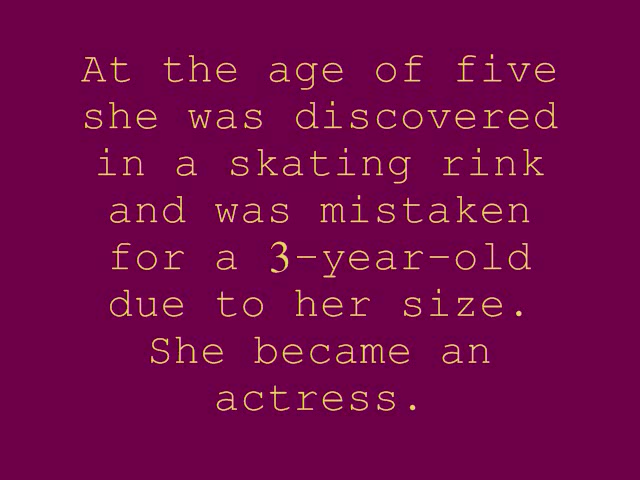 At the age of five
she was discovered
in a skating rink
and was mistaken
for a 3-year-old
due to her size.
She became an
actress.